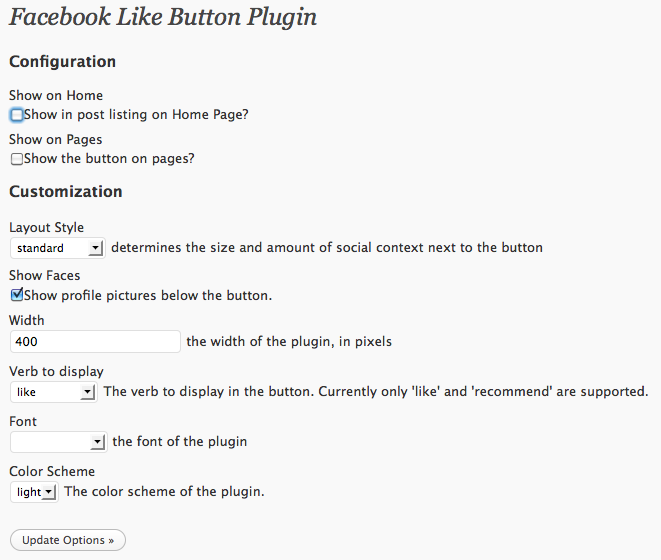 Facebook Like Button Plugin
Configuration
Show on Home
Show in post listing on Home Page?
Show on Pages
Show the button on pages?
Customization
Layout Style
standard determines the size and amount of social context next to the button
Show Faces
Show profile pictures below the button.
Width
400 the width of the plugin, in pixels
Verb to display
like The verb to display in the button. Currently only 'like' and 'recommend' are supported.
Font
the font of the plugin
Color Scheme
light The color scheme of the plugin.
Update Options »